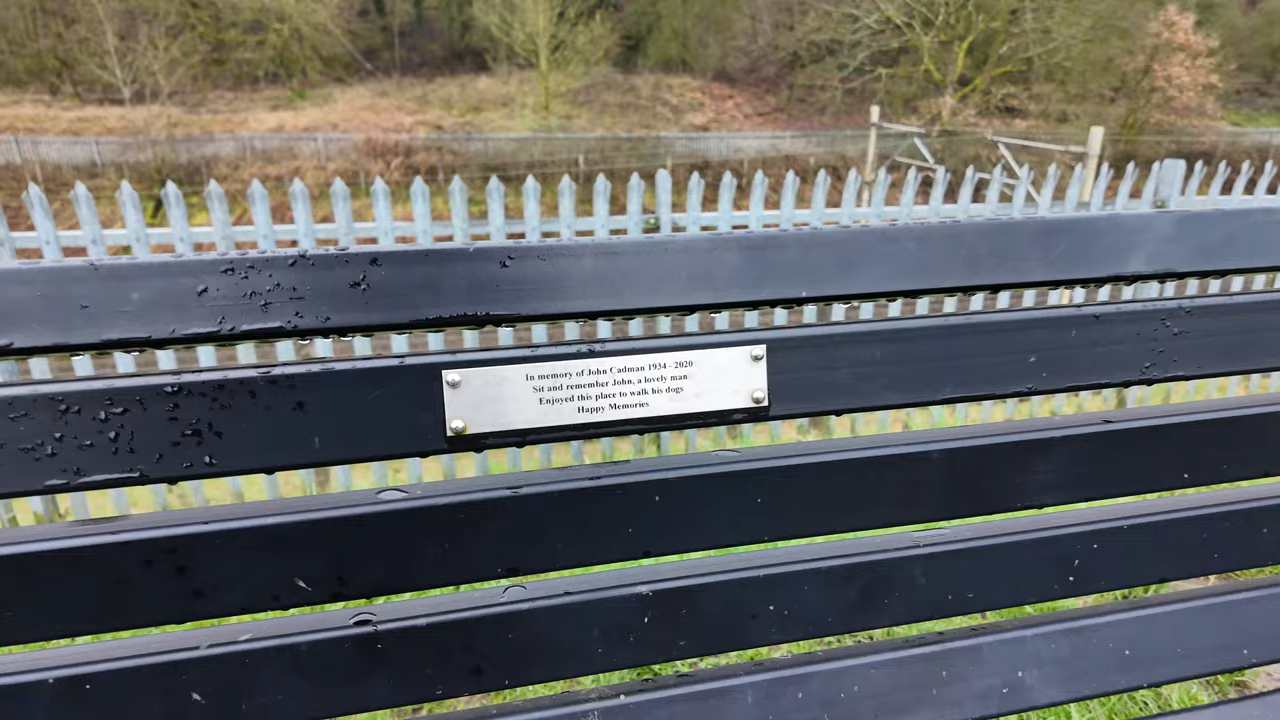 In memory of John Cadman 1934 - 2020
Sit and remember John, a lovely man
Enjoyed this place to walk his dogs
Happy Memories